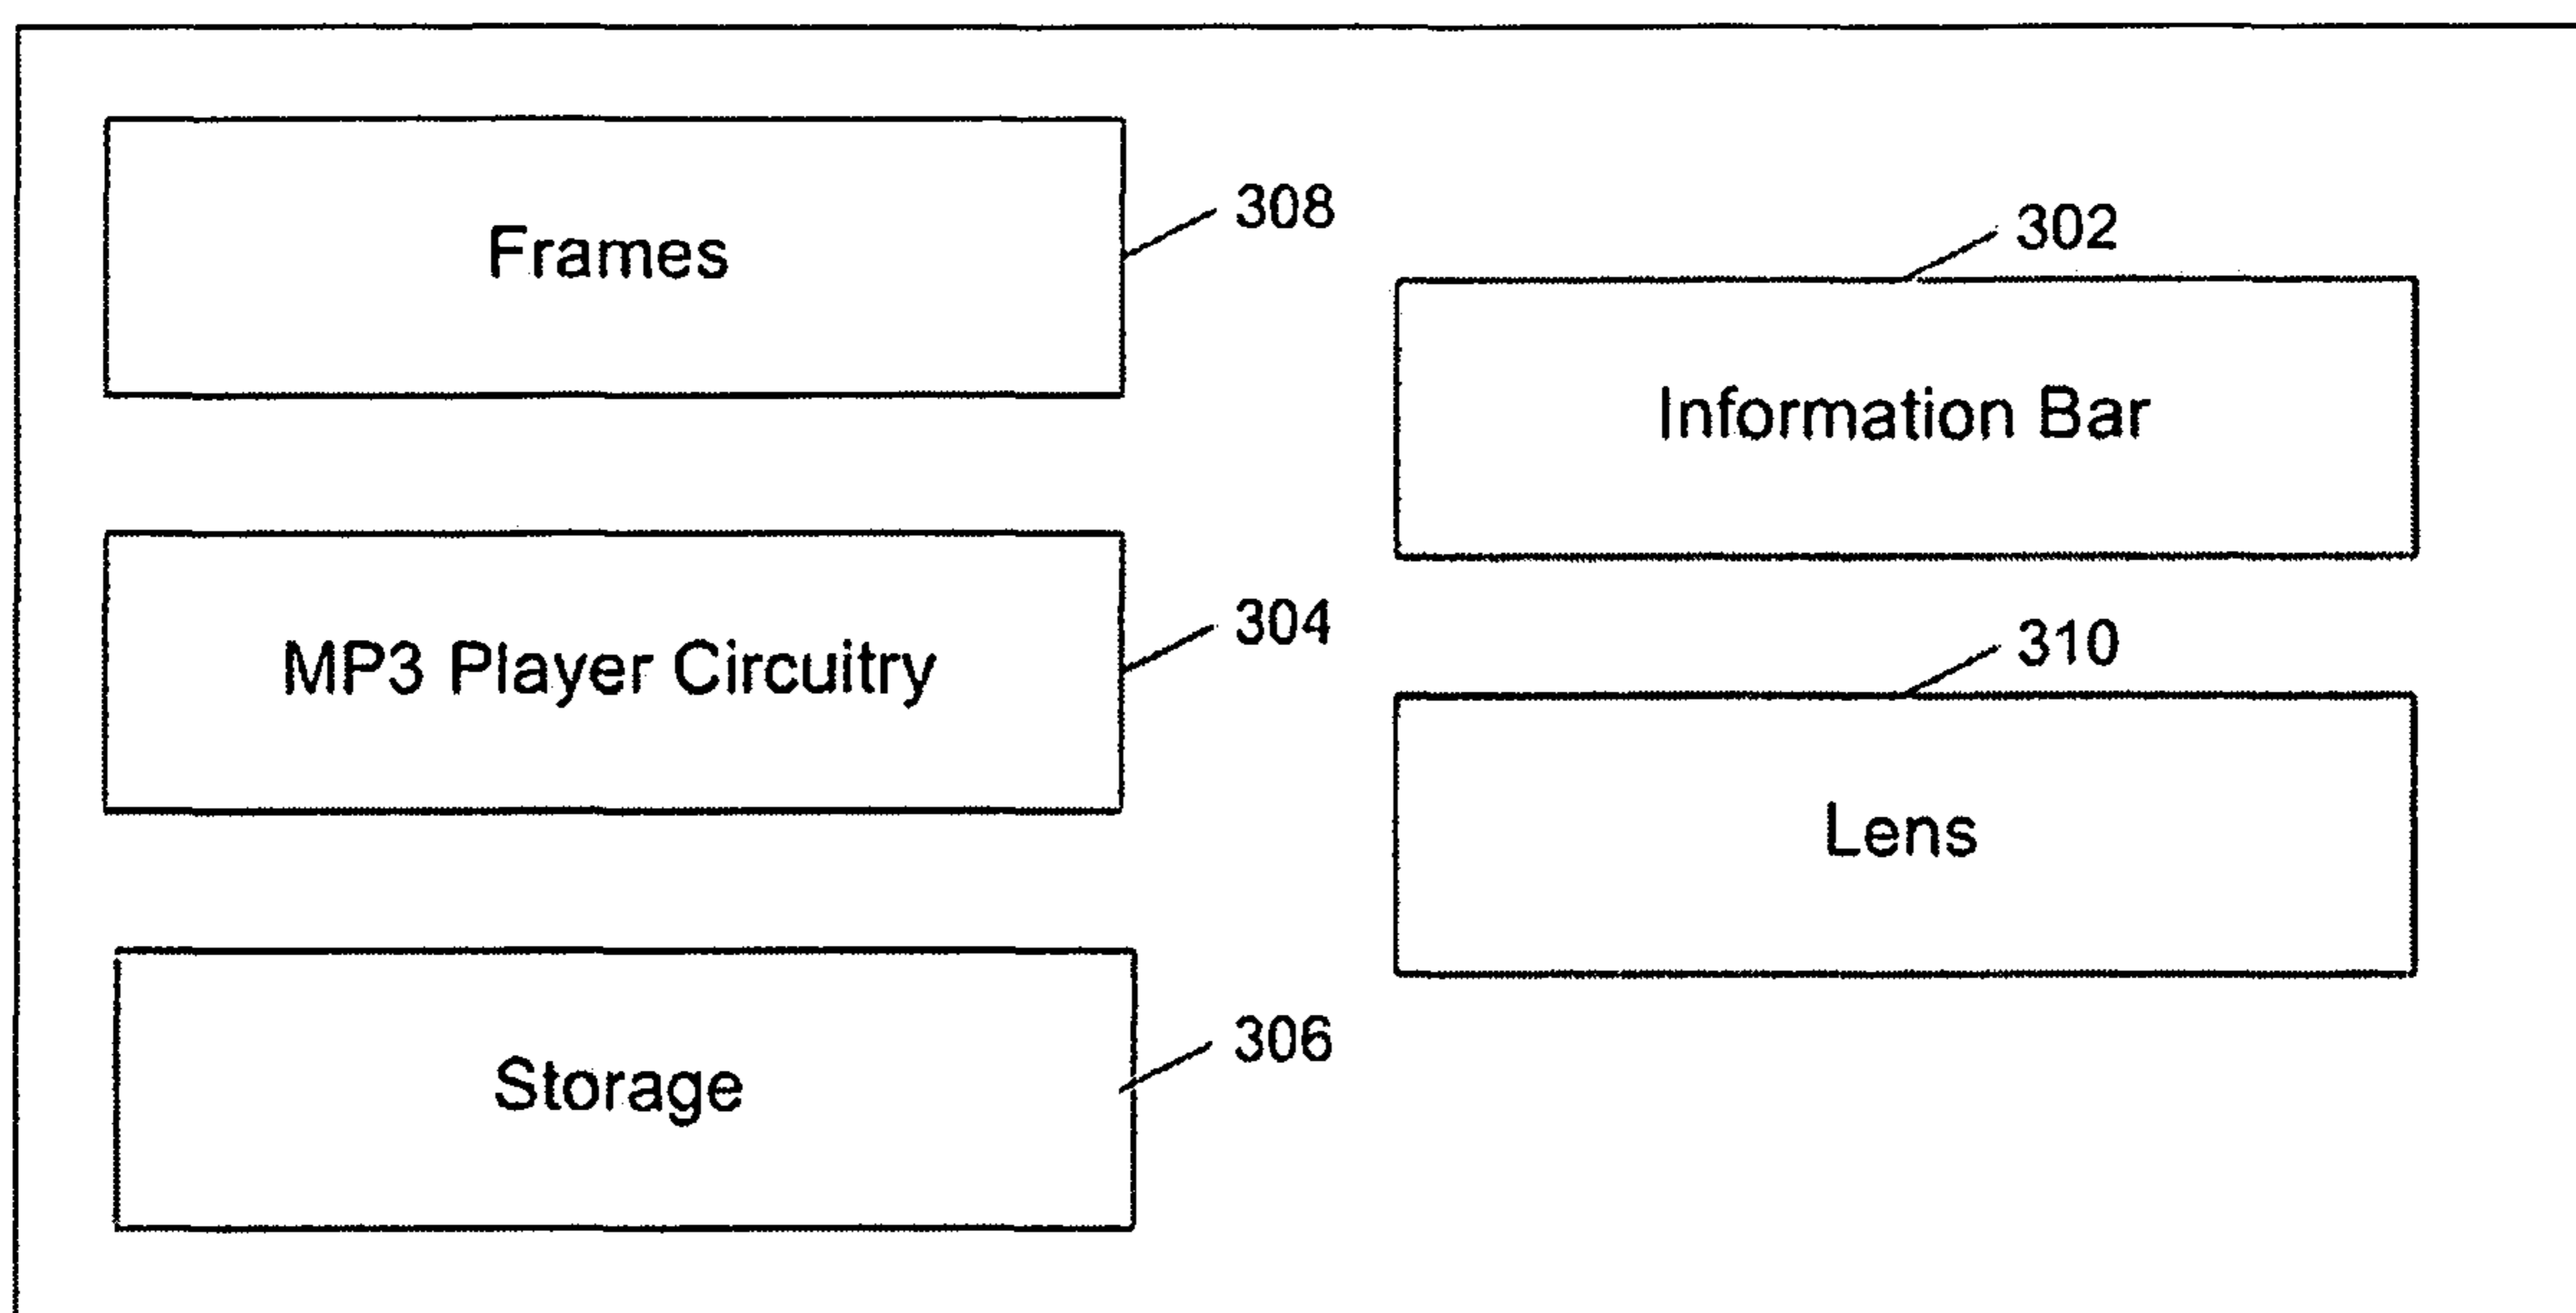 Frames
308
302
Information Bar
MP3 Player Circuitry
304
310
Lens
Storage
306